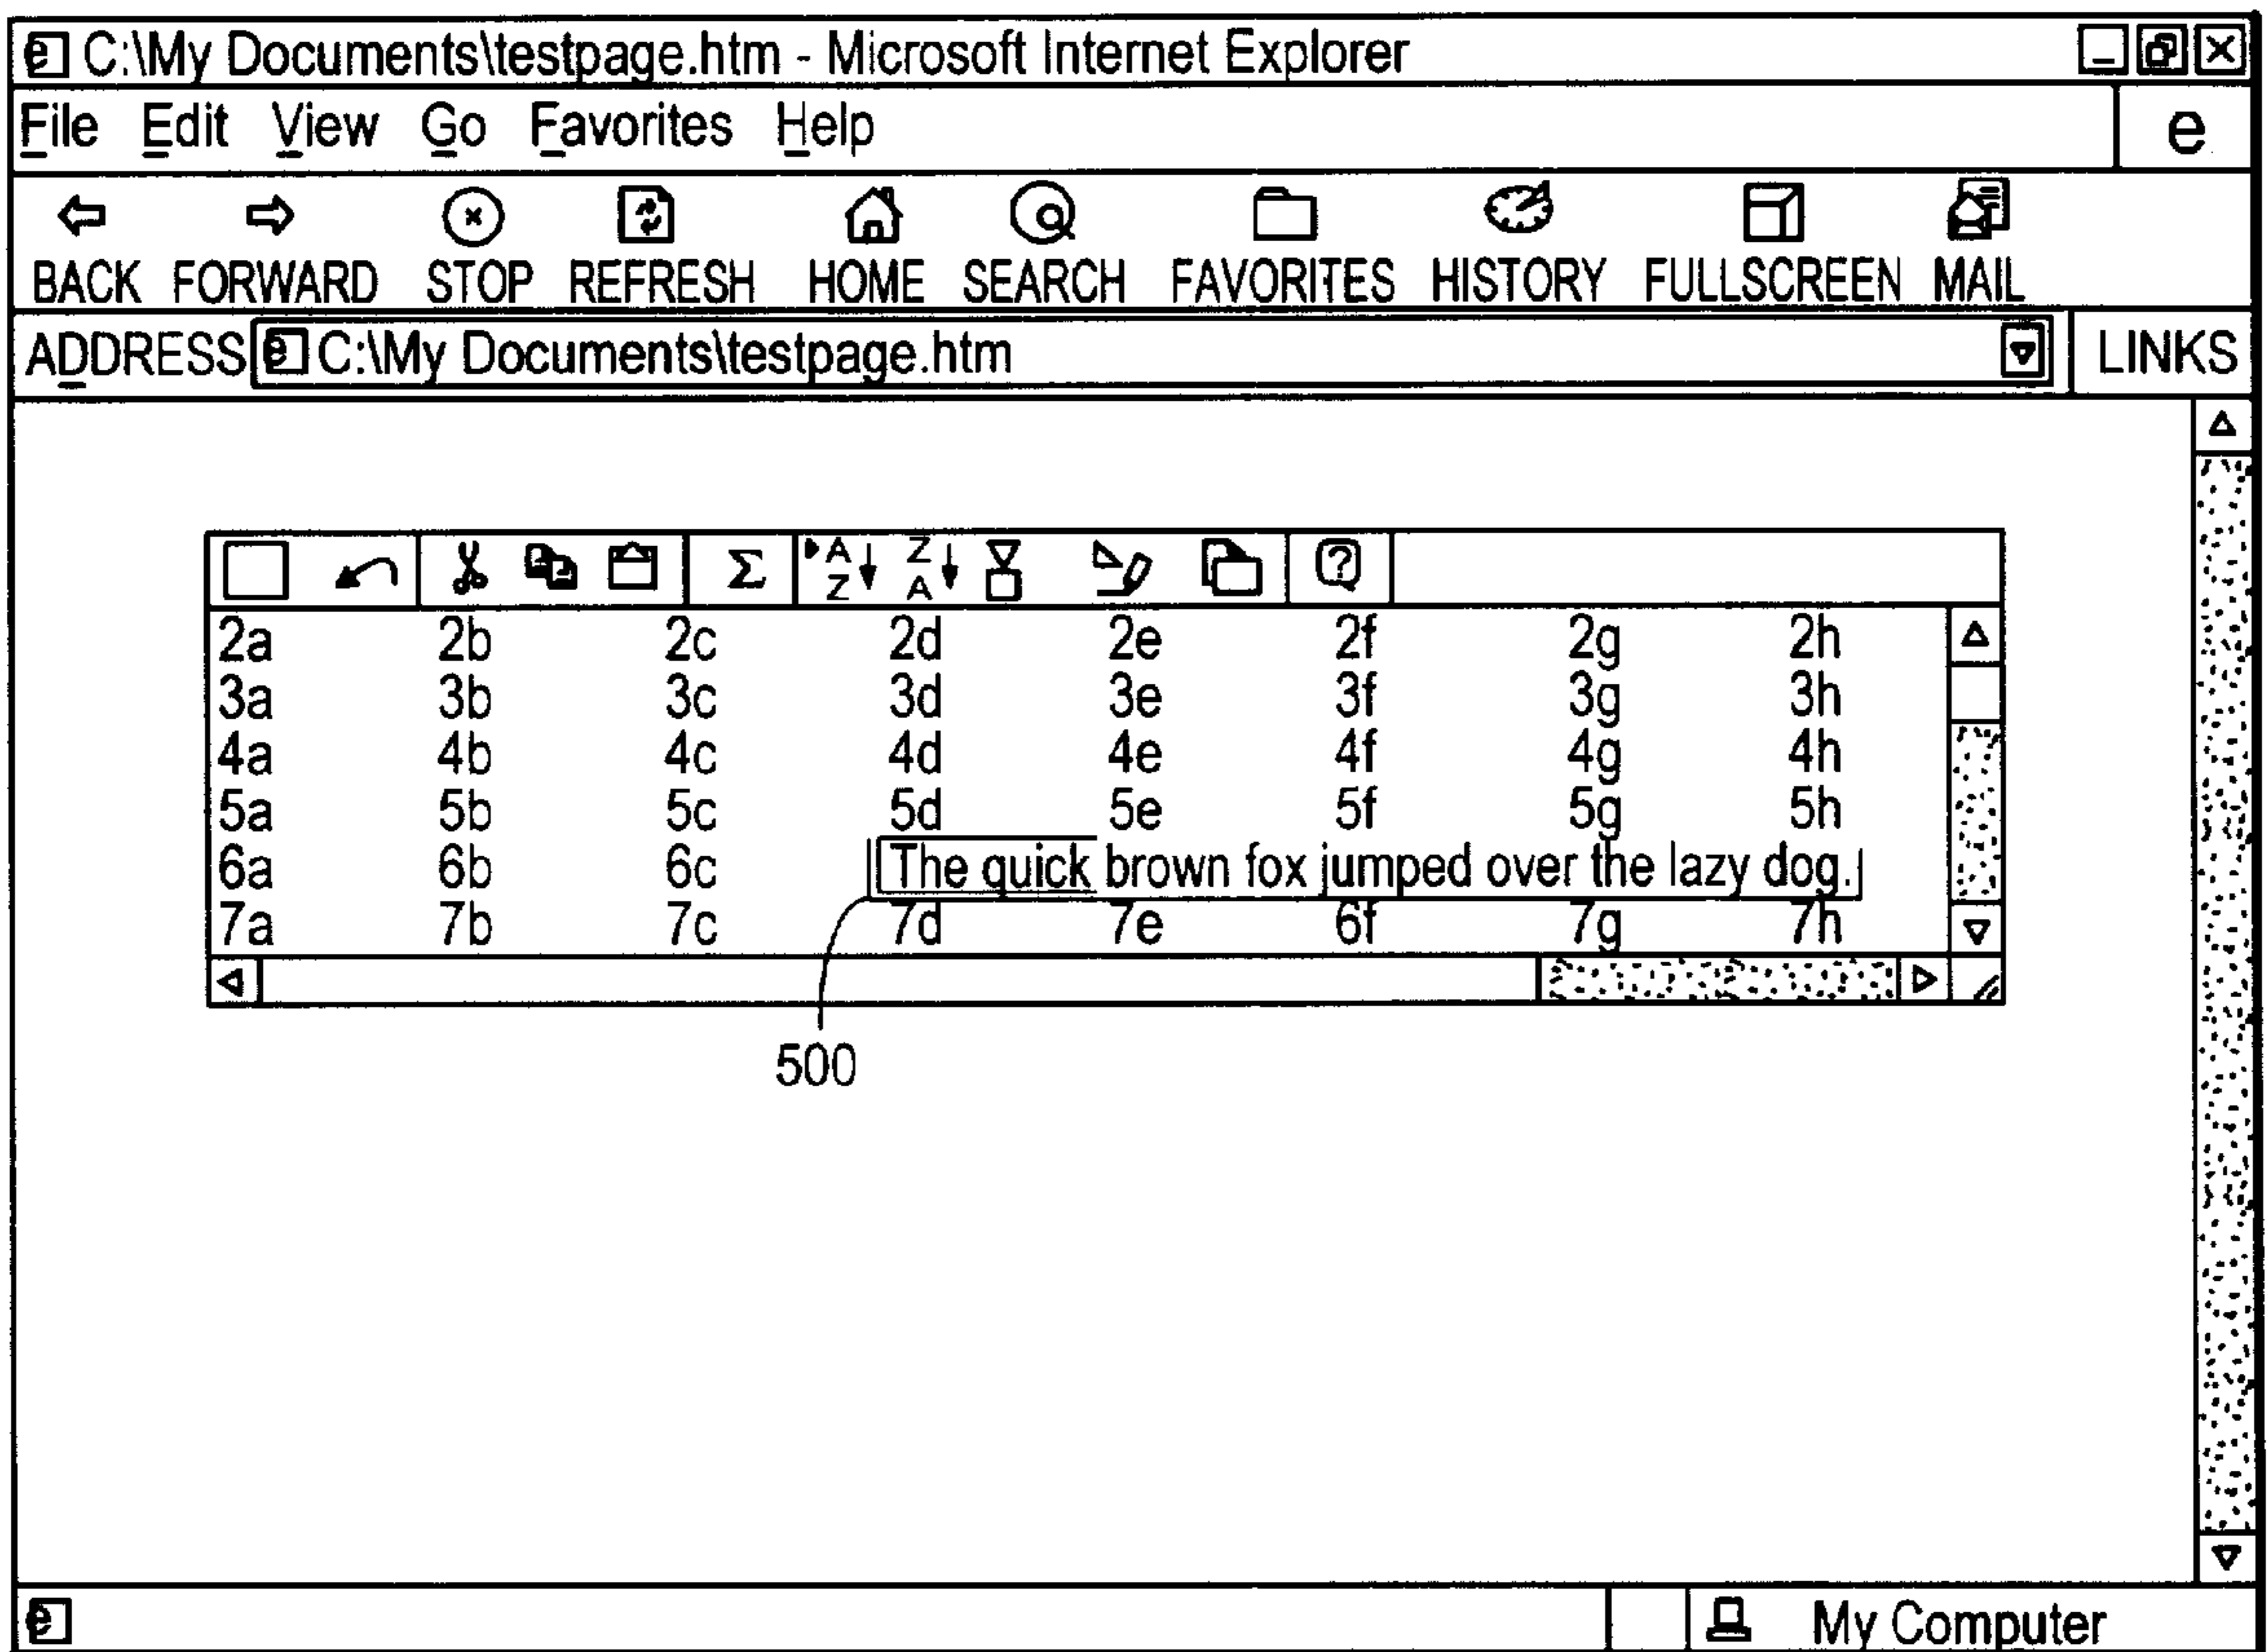 C:\My Documents\testpage.htm - Microsoft Internet Explorer
File Edit View Go Favorites Help
e
BACK FORWARD STOP REFRESH HOME SEARCH FAVORITES HISTORY FULLSCREEN MAIL
ADDRESS C:\My Documents\testpage.htm LINKS
Σ A Z Z A ?
2a 2b 2c 2d 2e 2f 2g 2h
3a 3b 3c 3d 3e 3f 3g 3h
4a 4b 4c 4d 4e 4f 4g 4h
5a 5b 5c 5d 5e 5f 5g 5h
6a 6b 6c The quick brown fox jumped over the lazy dog.
7a 7b 7c 7d 7e 6f 7g 7h
500
My Computer